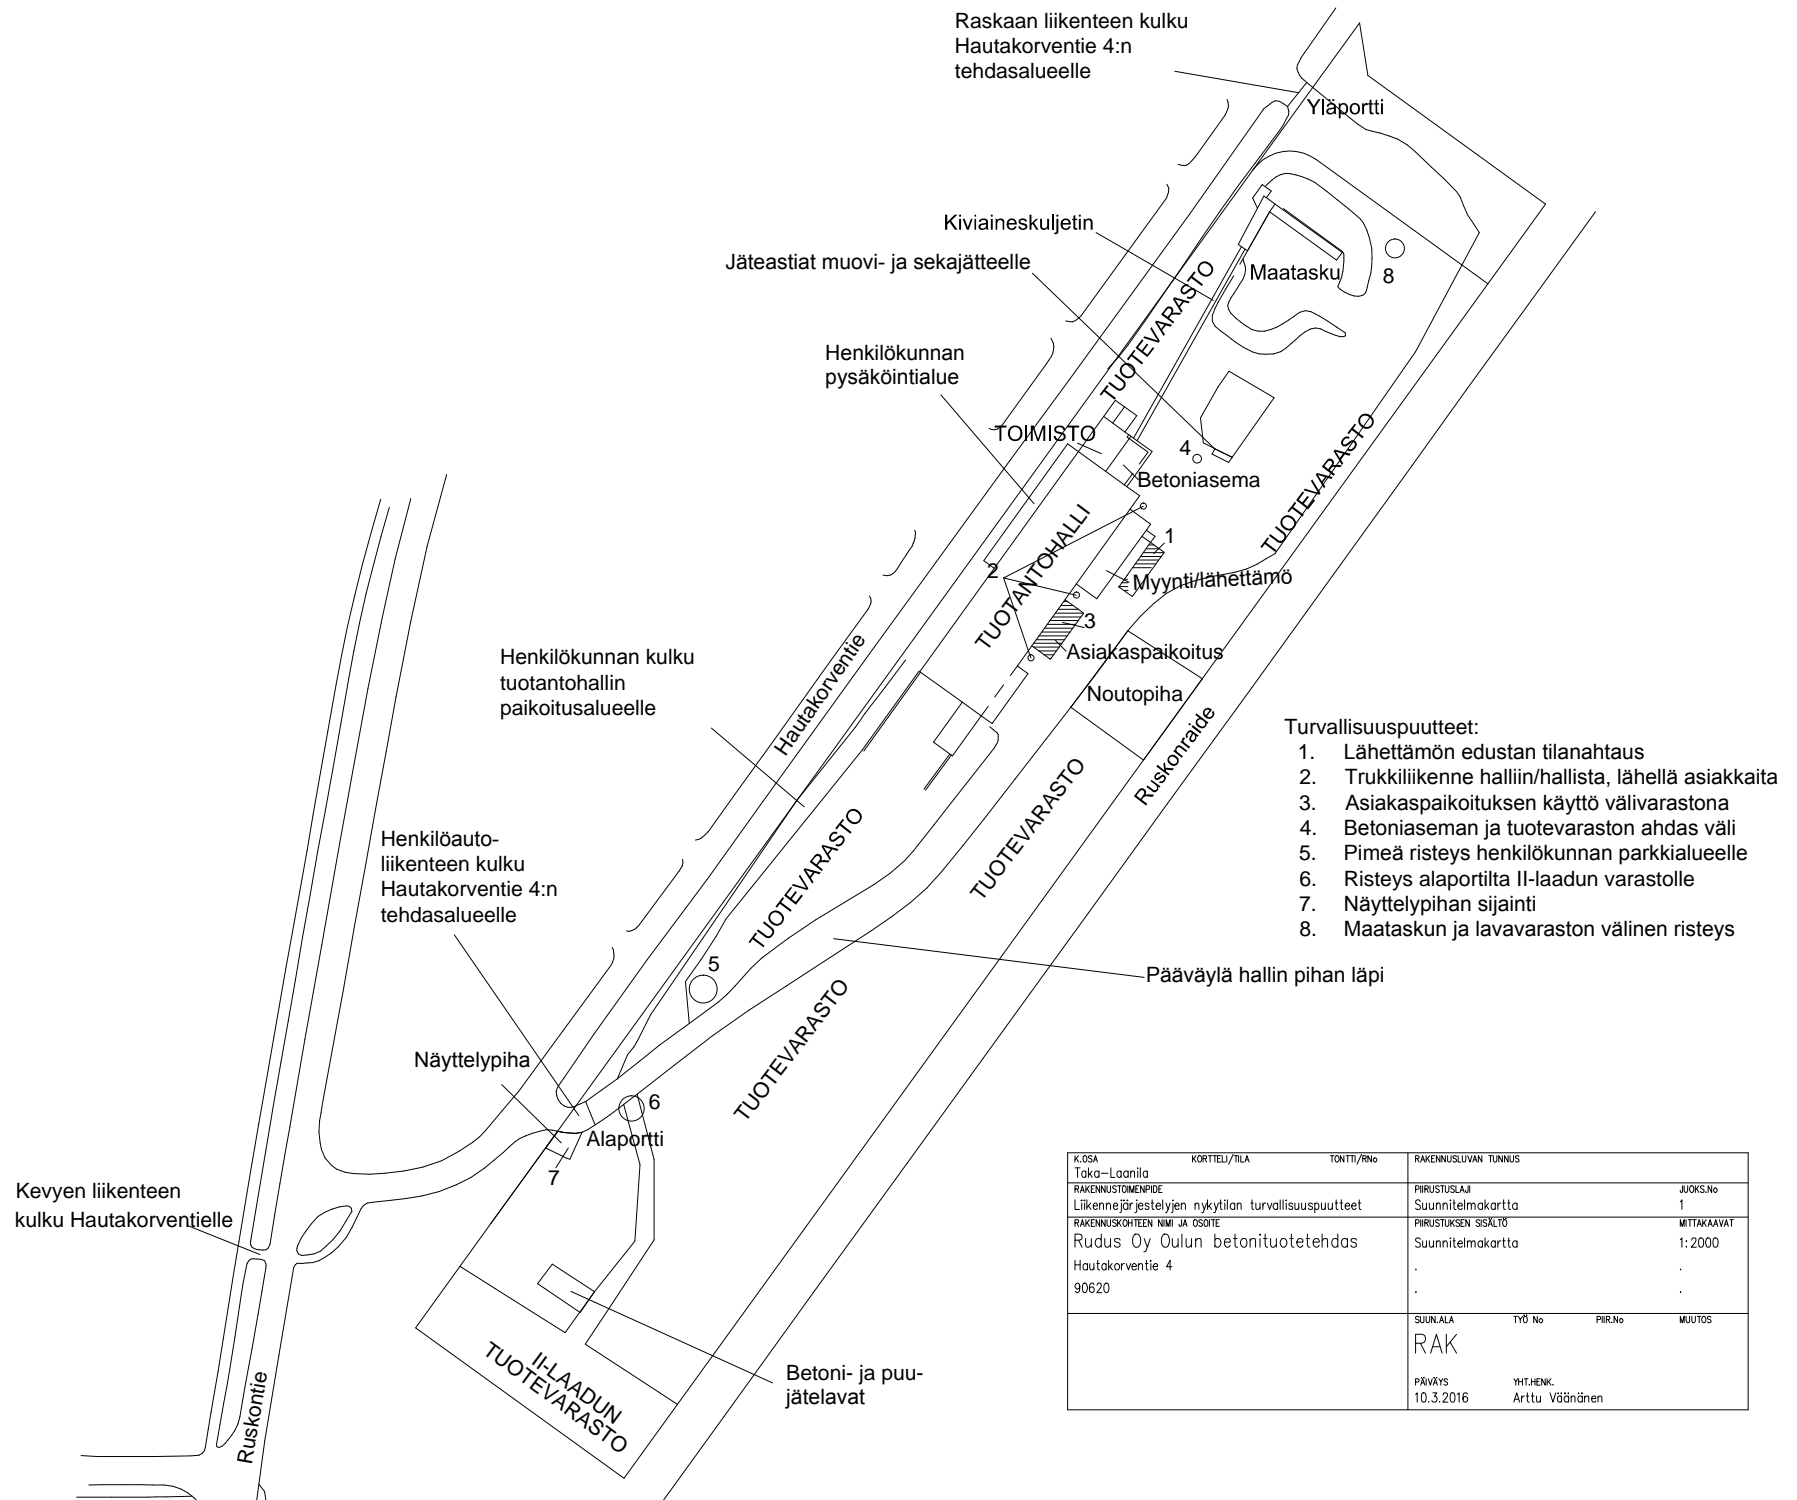 Raskaan liikenteen kulku
Hautakorventie 4:n
tehdasalueelle
Yläportti
Kiviaineskuljetin
Jäteastiat muovi- ja sekajätteelle
Maatasku
8
TUOTEVARASTO
Henkilökunnan
pysäköintialue
TOIMISTO
4
Betoniasema
TUOTEVARASTO
TUOTANTOHALLI
1
2
Myynti/lähettämö
3
Asiakaspaikoitus
Noutopiha
Hautakorventie
Henkilökunnan kulku
tuotantohallin
paikoitusalueelle
Ruskonraide
Turvallisuuspuutteet:
1. Lähettämön edustan tilanahtaus
2. Trukkiliikenne halliin/hallista, lähellä asiakkaita
3. Asiakaspaikoituksen käyttö välivarastona
4. Betoniaseman ja tuotevaraston ahdas väli
5. Pimeä risteys henkilökunnan parkkialueelle
6. Risteys alaportilta II-laadun varastolle
7. Näyttelypihan sijainti
8. Maataskun ja lavavaraston välinen risteys
TUOTEVARASTO
TUOTEVARASTO
Henkilöauto-
liikenteen kulku
Hautakorventie 4:n
tehdasalueelle
5
Pääväylä hallin pihan läpi
TUOTEVARASTO
Näyttelypiha
6
Alaportti
7
Kevyen liikenteen
kulku Hautakorventielle
Ruskontie
II-LAADUN
TUOTEVARASTO
Betoni- ja puu-
jätelavat
K.OSA KORTTELI/TILA TONTTI/RNo RAKENNUSLUVAN TUNNUS
Taka-Laanila
RAKENNUSTOIMENPIDE PIIRUSTUSLAJI JUOKS.No
Liikennejärjestelyjen nykytilan turvallisuuspuutteet Suunnitelmakartta 1
RAKENNUSKOHTEEN NIMI JA OSOITE PIIRUSTUKSEN SISÄLTÖ MITTAKAAVAT
Rudus Oy Oulun betonituotetehdas Suunnitelmakartta 1:2000
Hautakorventie 4 . .
90620 . .
SUUN.ALA TYÖ No PIIR.No MUUTOS
RAK
PÄIVÄYS YHT.HENK.
10.3.2016 Arttu Väänänen